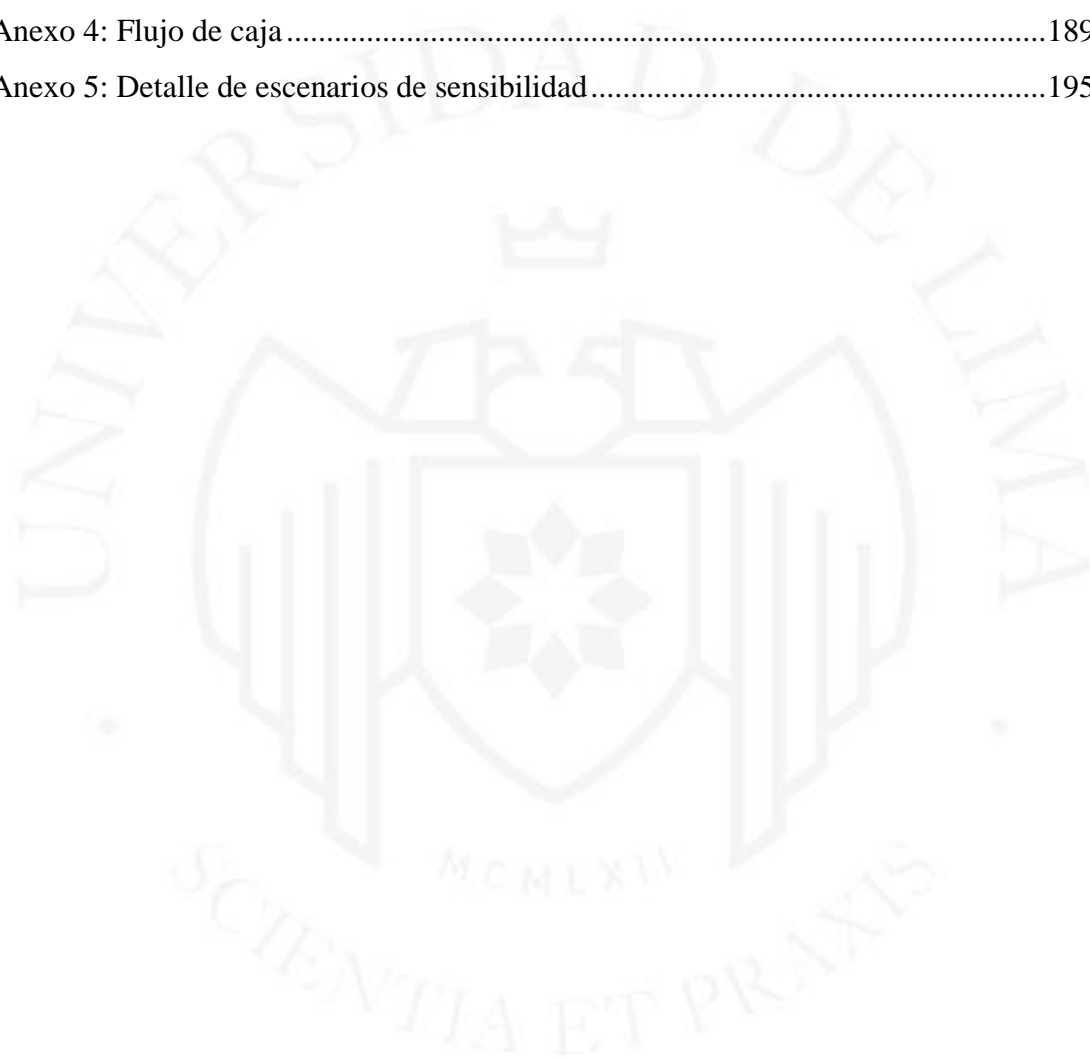 Anexo 4: Flujo de caja ............................................................................................. 189
Anexo 5: Detalle de escenarios de sensibilidad ........................................................ 195
UNIVERSIDAD DE LIMA
MCMLXII
SCIENTIA ET PRAXIS